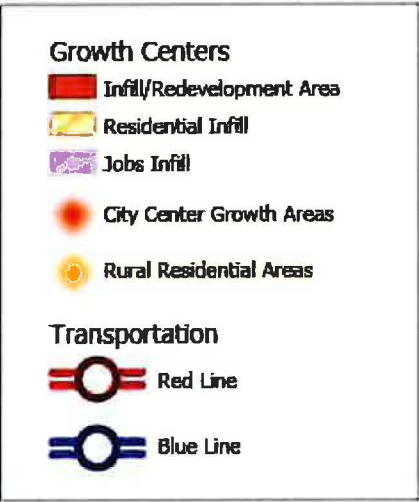 Growth Centers
Infill/Redevelopment Area
Residential Infill
Jobs Infill
City Center Growth Areas
Rural Residential Areas
Transportation
Red Line
Blue Line